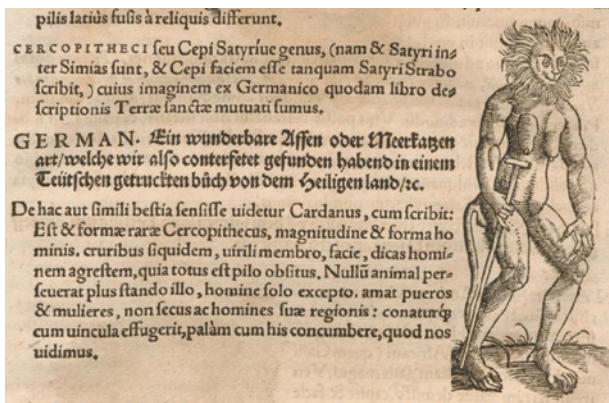 pilis latiùs fusis à reliquis differunt.
CERCOPITHECI seu Cepi Satyriúue genus, (nam & Satyri in⸗
ter Simias sunt, & Cepi faciem esse tanquam Satyri Strabo
scribit,) cuius imaginem ex Germanico quodam libro de⸗
scriptionis Terræ sanctæ mutuati sumus.
GERMAN. Ein wunderbare Affen oder Meerkatzen
art/welche wir also conterfetet gefunden habend in einem
Teütschen getruckten bůch von dem Heiligen land/ꝛc.
De hac aut simili bestia sensisse uidetur Cardanus, cum scribit:
Est & formæ raræ Cercopithecus, magnitudine & forma ho
minis. cruribus siquidem, uirili membro, facie, dicas homi⸗
nem agrestem, quia totus est pilo obsitus. Nullū animal per⸗
seuerat plus stando illo, homine solo excepto. amat pueros
& mulieres, non secus ac homines suæ regionis: conaturq́;
cum uincula effugerit, palàm cum his concumbere, quod nos
uidimus.